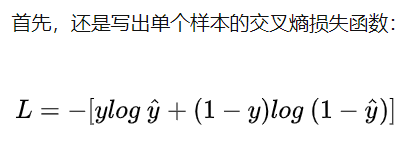 首先，还是写出单个样本的交叉熵损失函数：
L = −[ylog ŷ + (1 − y)log (1 − ŷ)]